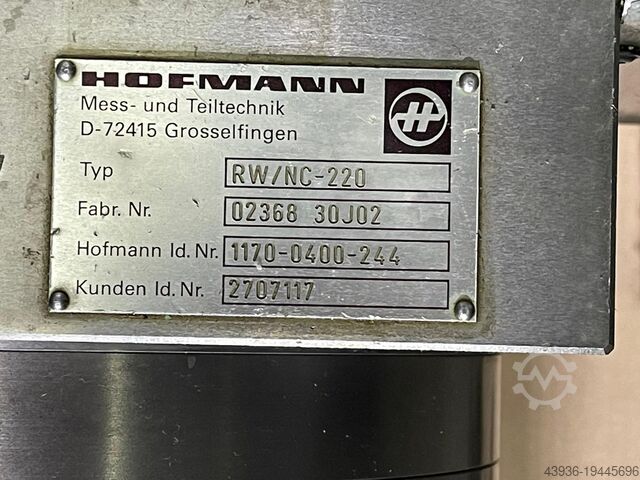 HOFMANN
Mess- und Teiltechnik
D-72415 Grosselfingen
Typ RW/NC-220
Fabr. Nr. 02368 30J02
Hofmann Id. Nr. 1170-0400-244
Kunden Id. Nr. 2707117
43936-19445696